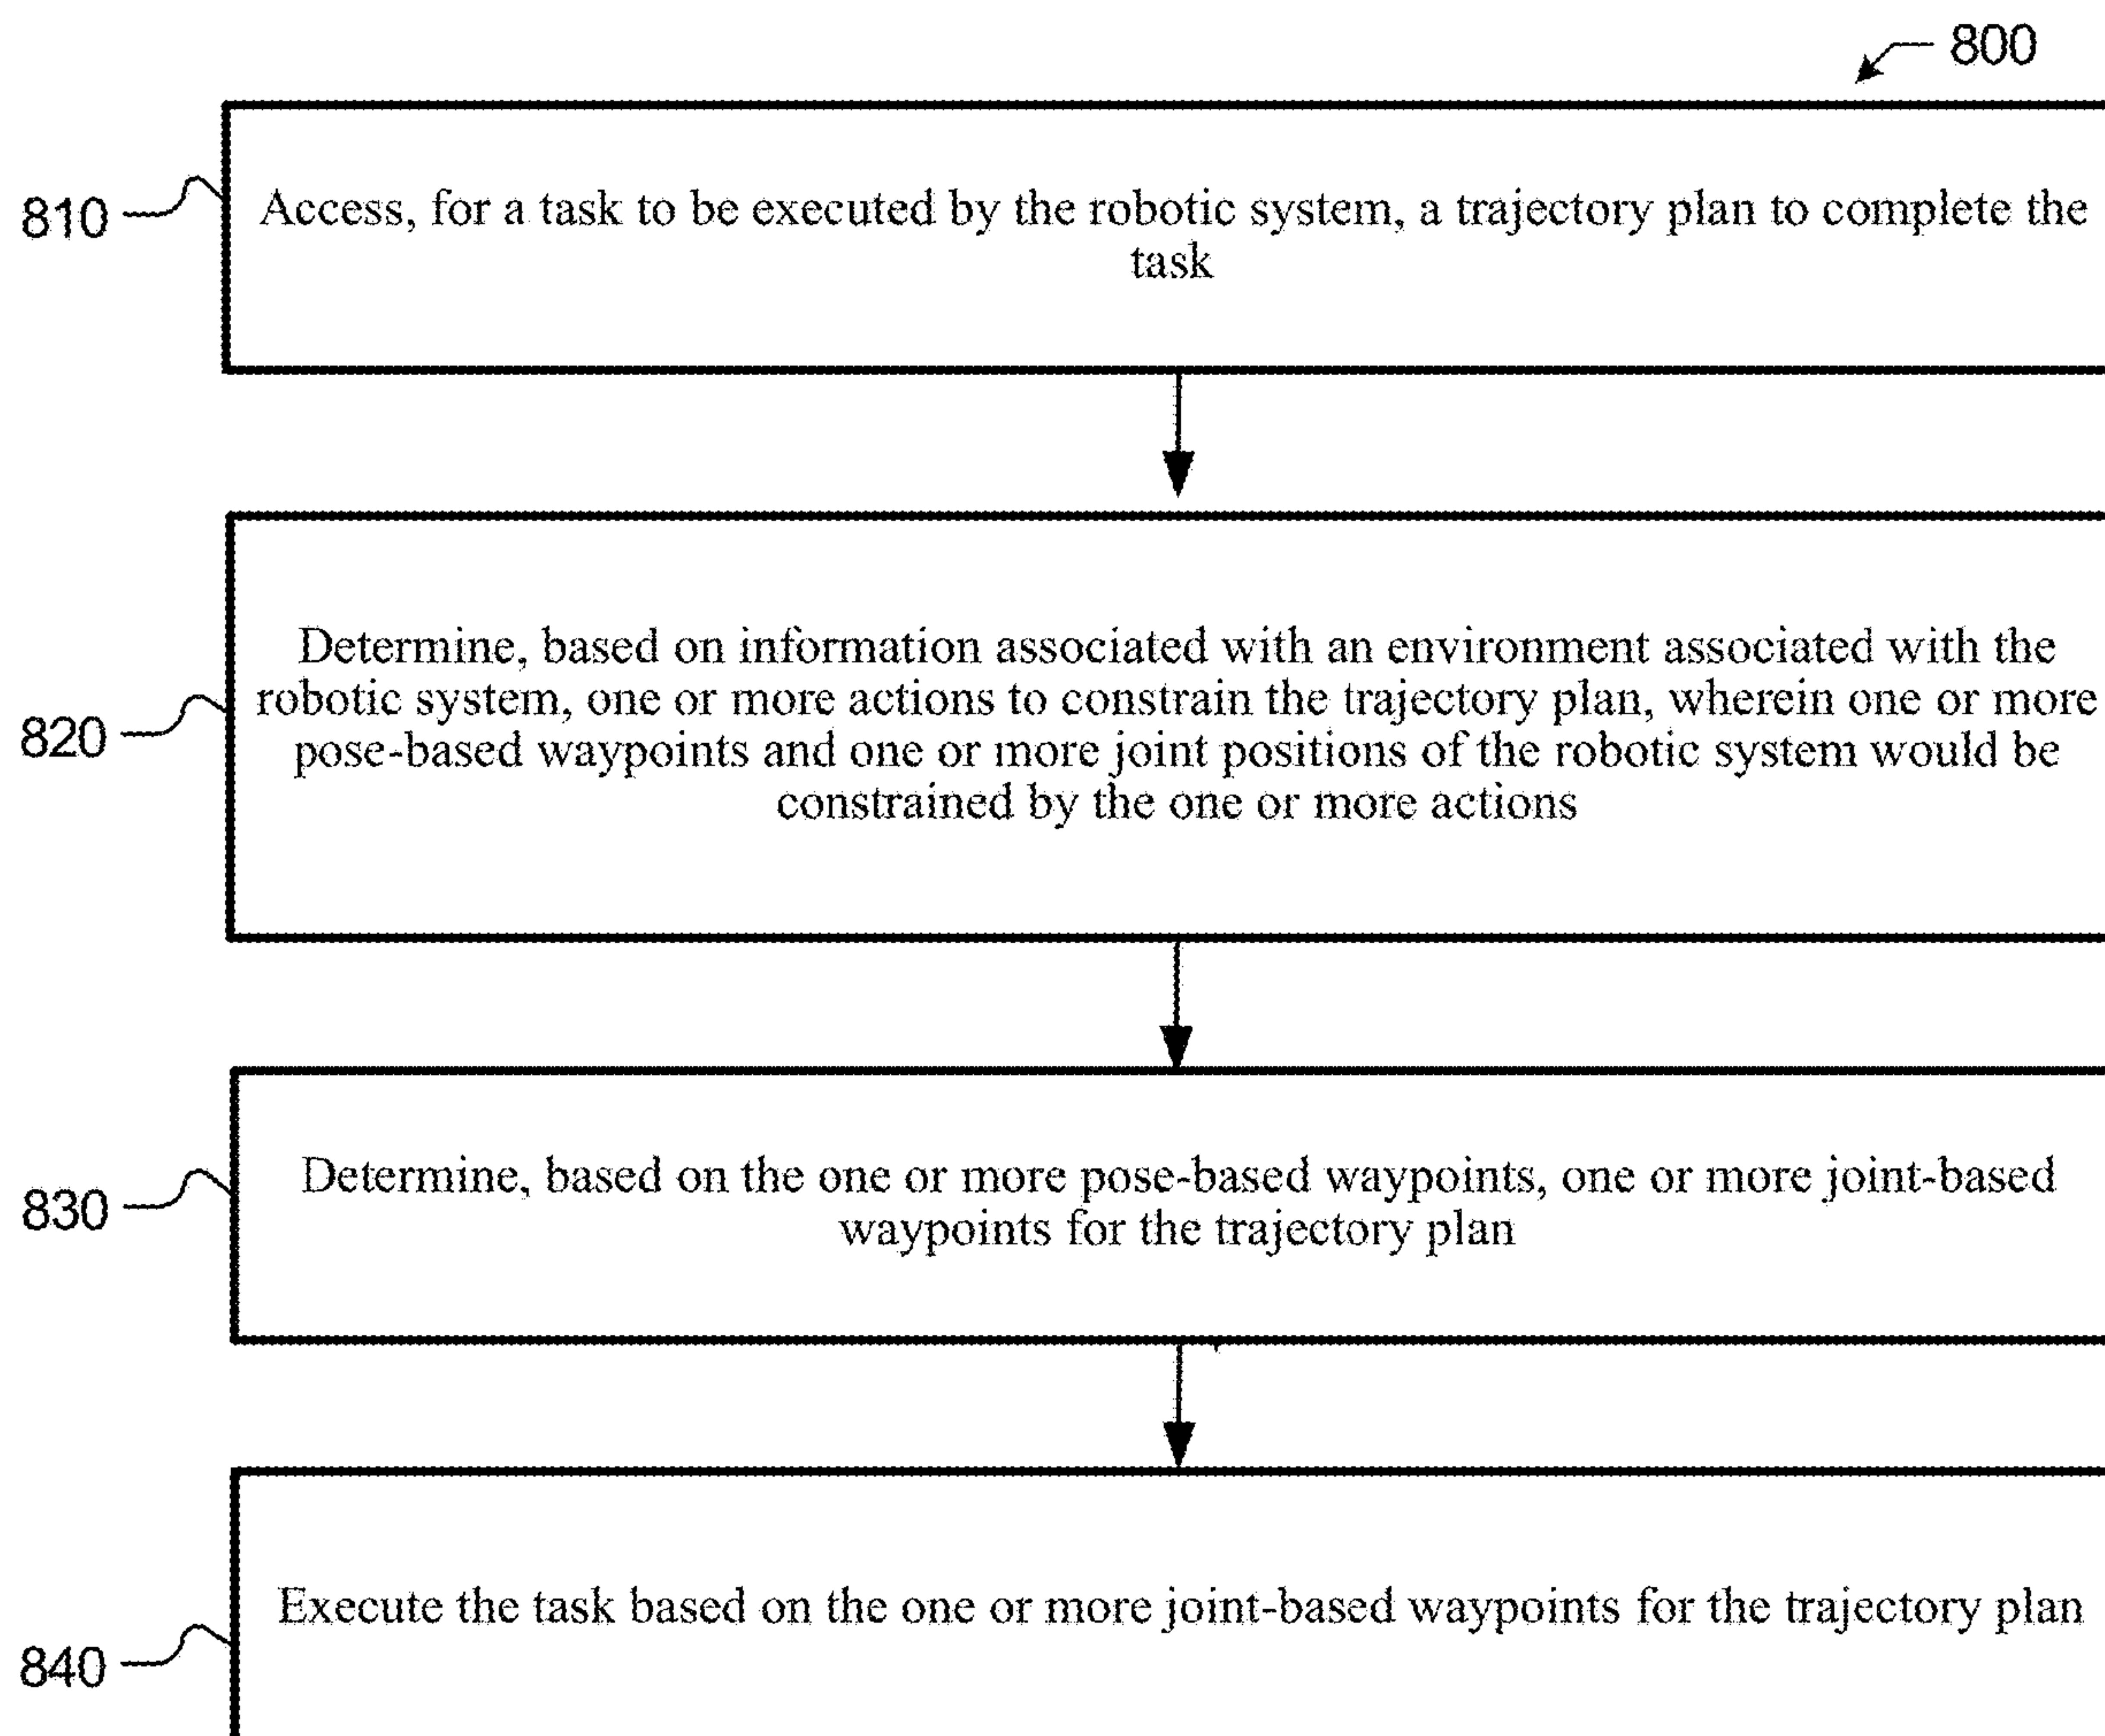 800
810
Access, for a task to be executed by the robotic system, a trajectory plan to complete the
task
820
Determine, based on information associated with an environment associated with the
robotic system, one or more actions to constrain the trajectory plan, wherein one or more
pose-based waypoints and one or more joint positions of the robotic system would be
constrained by the one or more actions
830
Determine, based on the one or more pose-based waypoints, one or more joint-based
waypoints for the trajectory plan
840
Execute the task based on the one or more joint-based waypoints for the trajectory plan